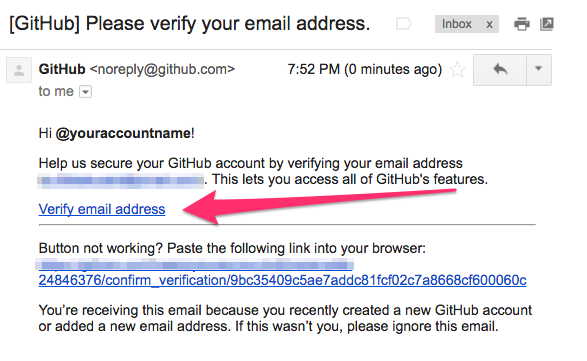 [GitHub] Please verify your email address.
Inbox x
GitHub <noreply@github.com> 7:52 PM (0 minutes ago)
to me
Hi @youraccountname!
Help us secure your GitHub account by verifying your email address
. This lets you access all of GitHub's features.
Verify email address
Button not working? Paste the following link into your browser:
24846376/confirm_verification/9bc35409c5ae7addc81fcf02c7a8668cf600060c
You're receiving this email because you recently created a new GitHub account
or added a new email address. If this wasn't you, please ignore this email.